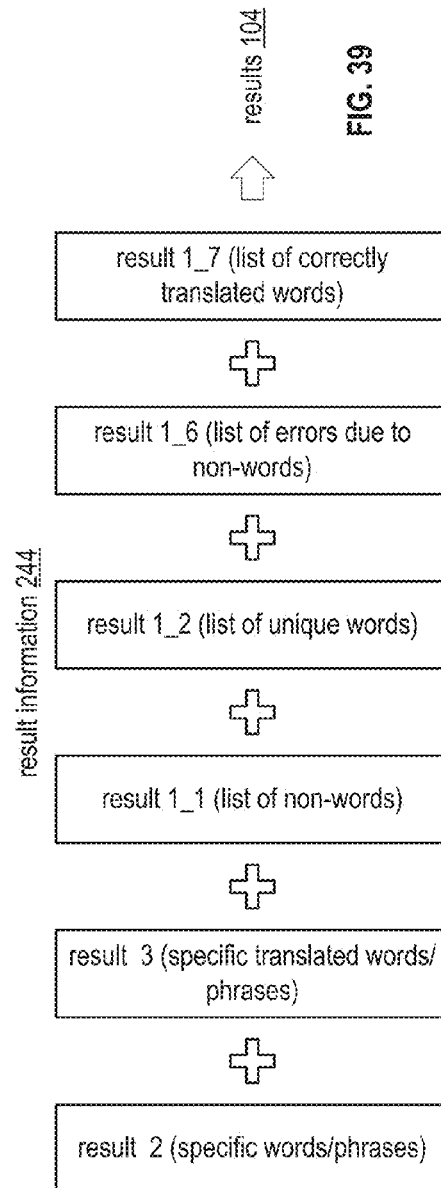 result information 244
result 2 (specific words/phrases)
result 3 (specific translated words/
phrases)
result 1_1 (list of non-words)
result 1_2 (list of unique words)
result 1_6 (list of errors due to
non-words)
result 1_7 (list of correctly
translated words)
results 104
FIG. 39